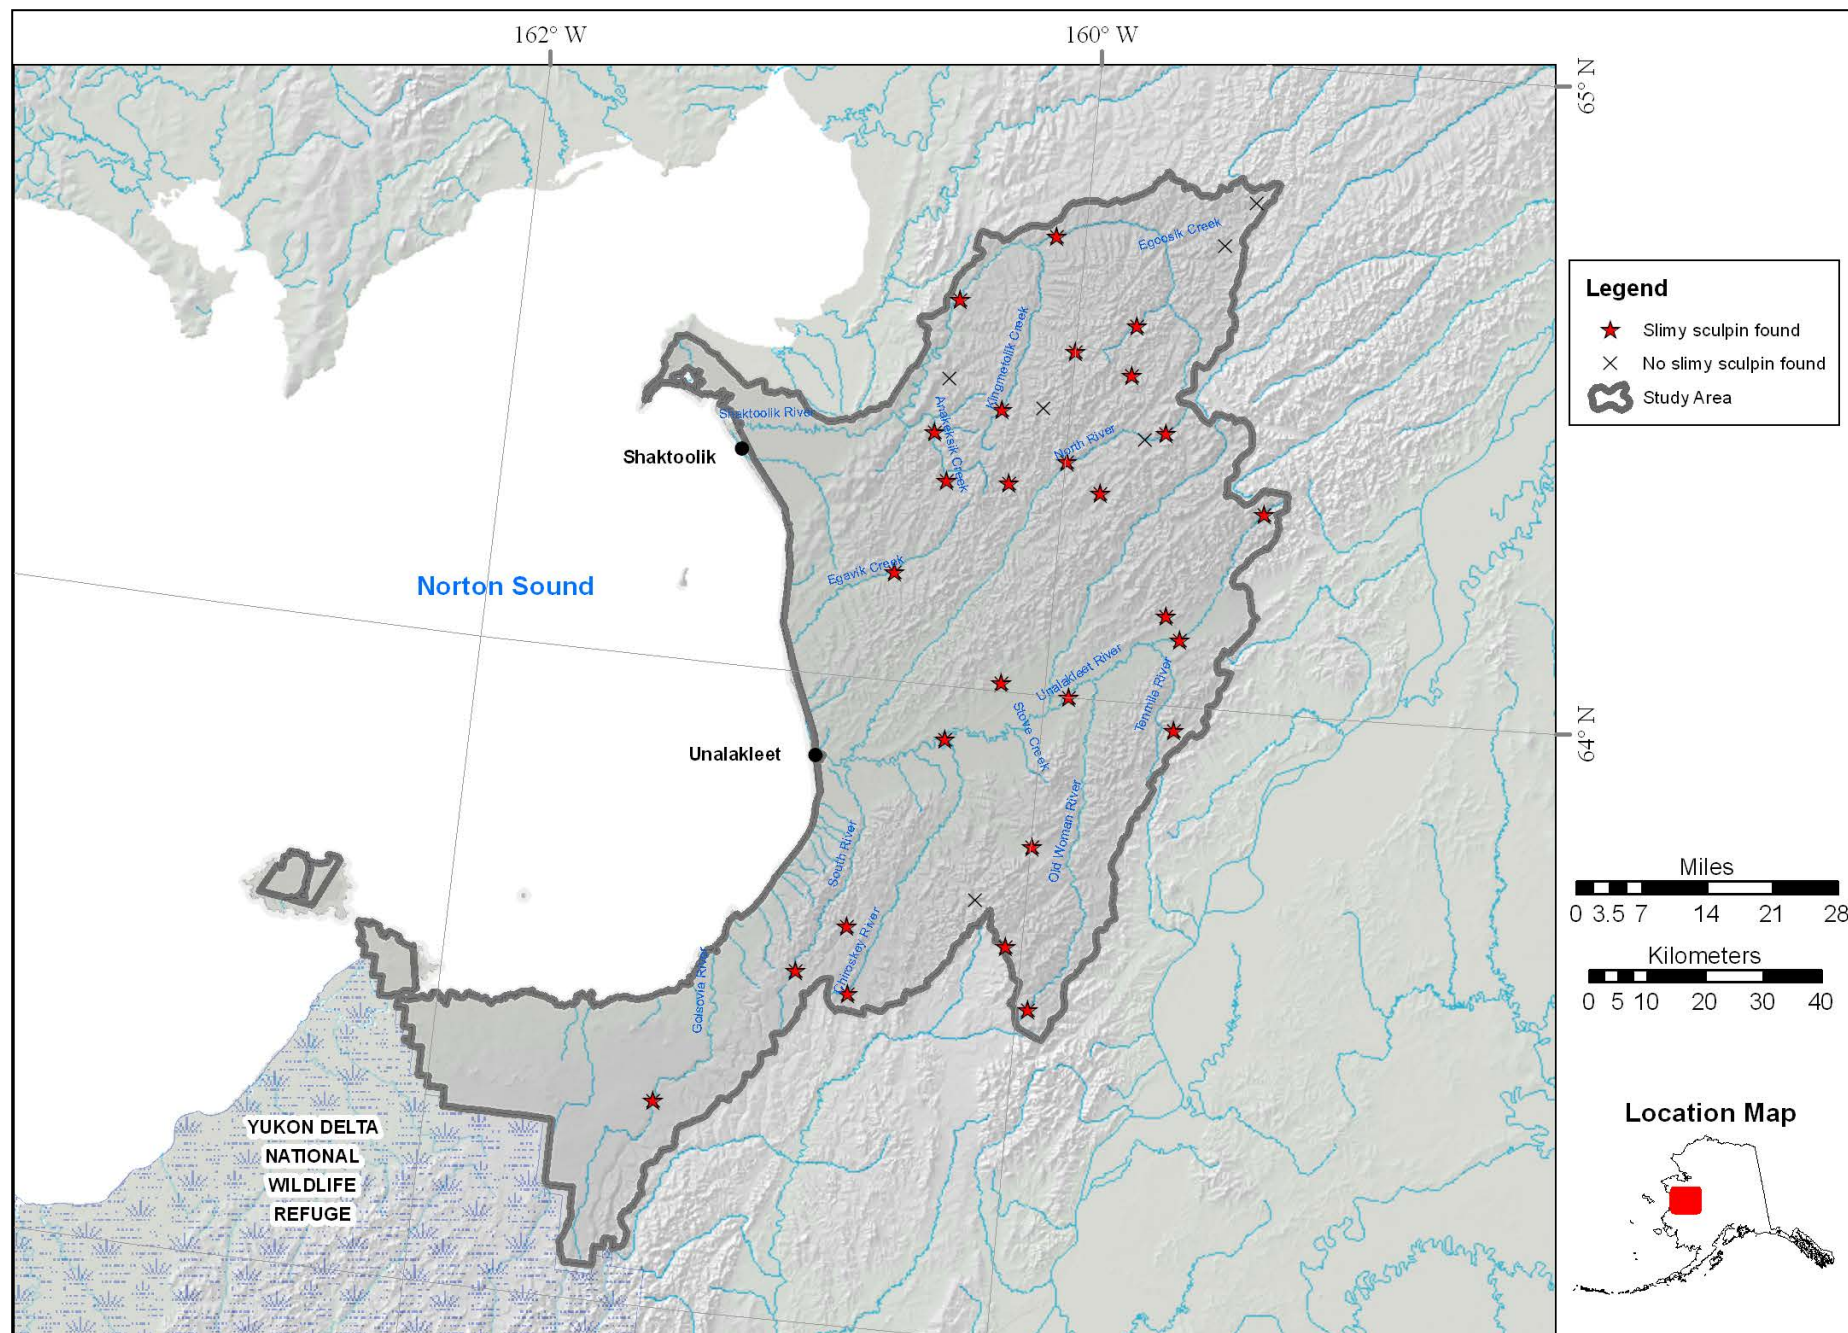 162° W
160° W
65° N
Egoosik Creek
Kingmetolik Creek
Shaktoolik River
Anakeksik Creek
North River
Shaktoolik
Egavik Creek
Norton Sound
Unalakleet River
Tenmile River
Stove Creek
64° N
Unalakleet
Old Woman River
South River
Chiroskey River
Golsovia River
YUKON DELTA
NATIONAL
WILDLIFE
REFUGE
Legend
Slimy sculpin found
No slimy sculpin found
Study Area
Miles
0 3.5 7 14 21 28
Kilometers
0 5 10 20 30 40
Location Map